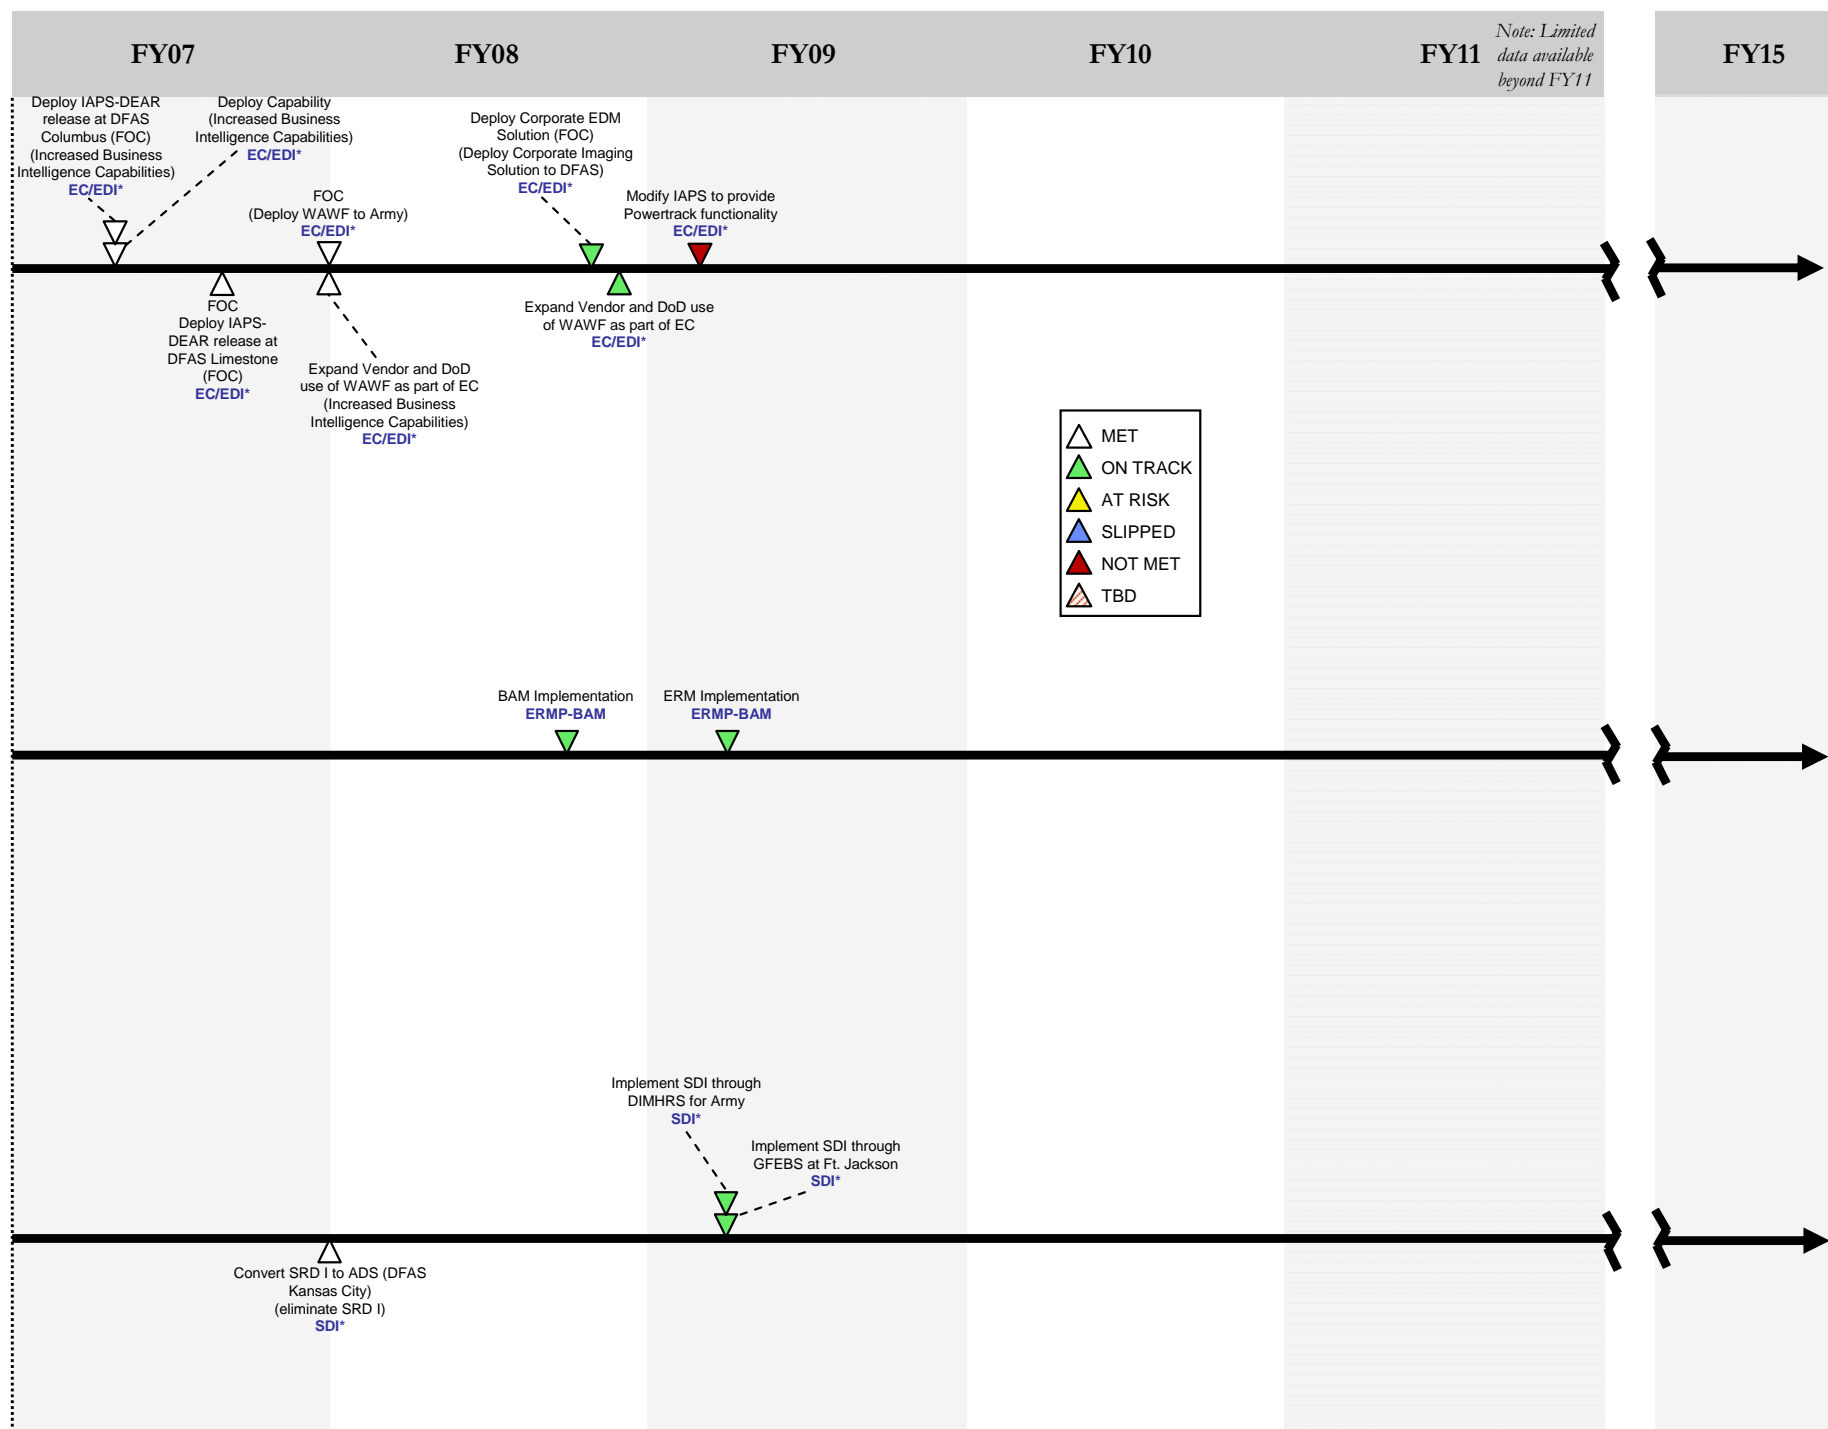 FY07
FY08
FY09
FY10
FY11
Note: Limited
data available
beyond FY11
FY15
Deploy IAPS-DEAR
release at DFAS
Columbus (FOC)
(Increased Business
Intelligence Capabilities)
EC/EDI*
Deploy Capability
(Increased Business
Intelligence Capabilities)
EC/EDI*
FOC
(Deploy WAWF to Army)
EC/EDI*
Deploy Corporate EDM
Solution (FOC)
(Deploy Corporate Imaging
Solution to DFAS)
EC/EDI*
Modify IAPS to provide
Powertrack functionality
EC/EDI*
FOC
Deploy IAPS-
DEAR release at
DFAS Limestone
(FOC)
EC/EDI*
Expand Vendor and DoD
use of WAWF as part of EC
(Increased Business
Intelligence Capabilities)
EC/EDI*
Expand Vendor and DoD use
of WAWF as part of EC
EC/EDI*
MET
ON TRACK
AT RISK
SLIPPED
NOT MET
TBD
BAM Implementation
ERMP-BAM
ERM Implementation
ERMP-BAM
Implement SDI through
DIMHRS for Army
SDI*
Implement SDI through
GFEBS at Ft. Jackson
SDI*
Convert SRD I to ADS (DFAS
Kansas City)
(eliminate SRD I)
SDI*